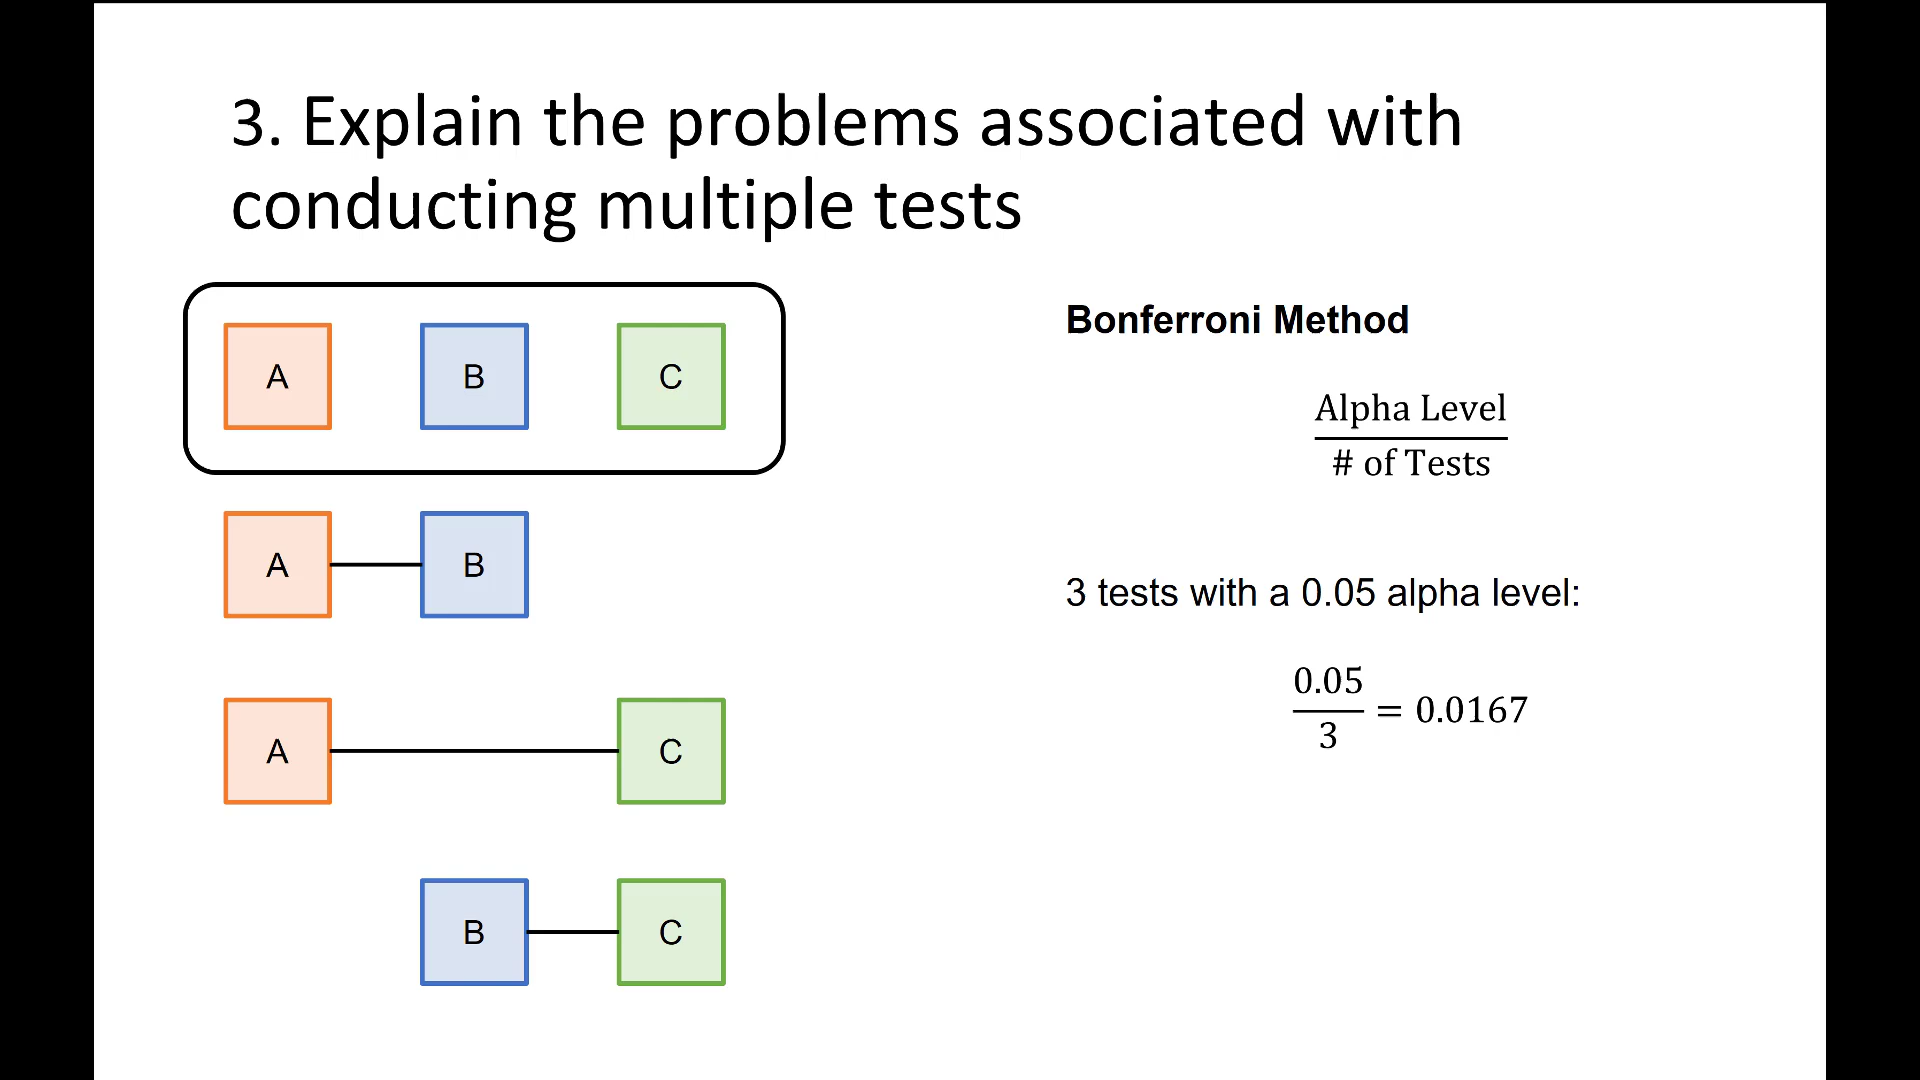 3. Explain the problems associated with
conducting multiple tests
A B C
A B
A C
B C
Bonferroni Method
Alpha Level
# of Tests
3 tests with a 0.05 alpha level:
0.05
3
= 0.0167